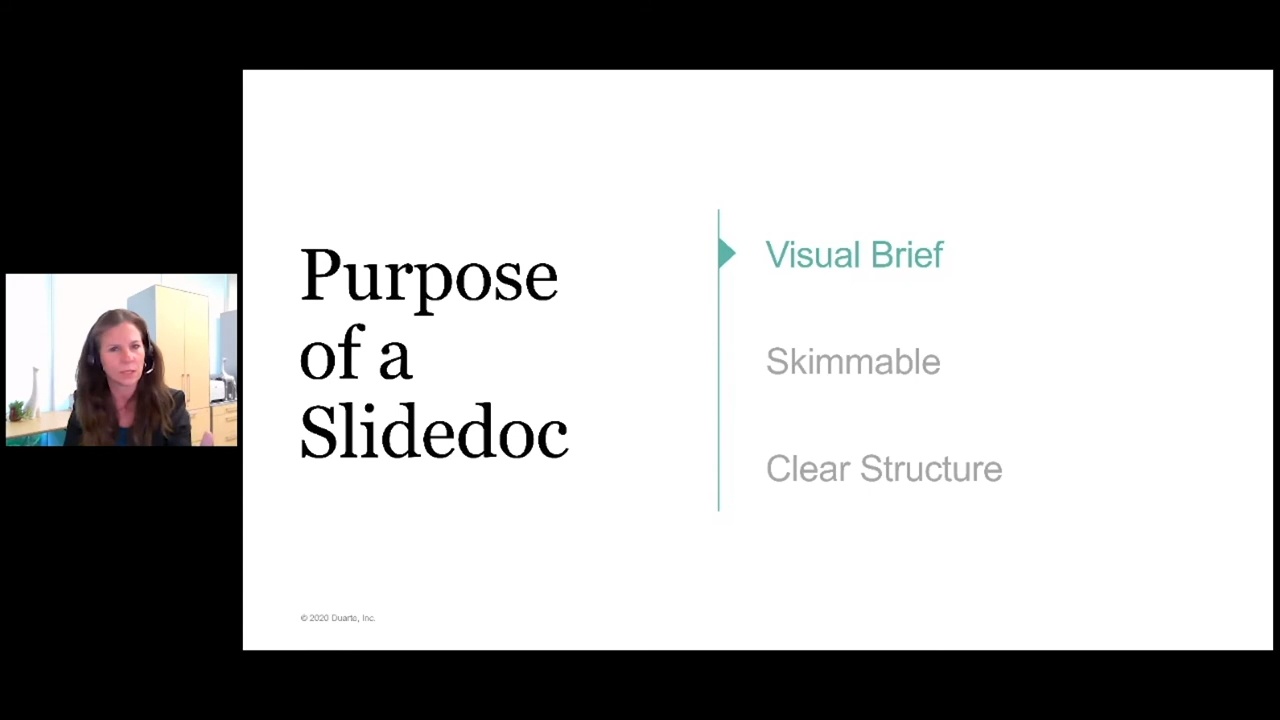 Purpose
of a
Slidedoc
Visual Brief
Skimmable
Clear Structure
© 2020 Duarte, Inc.